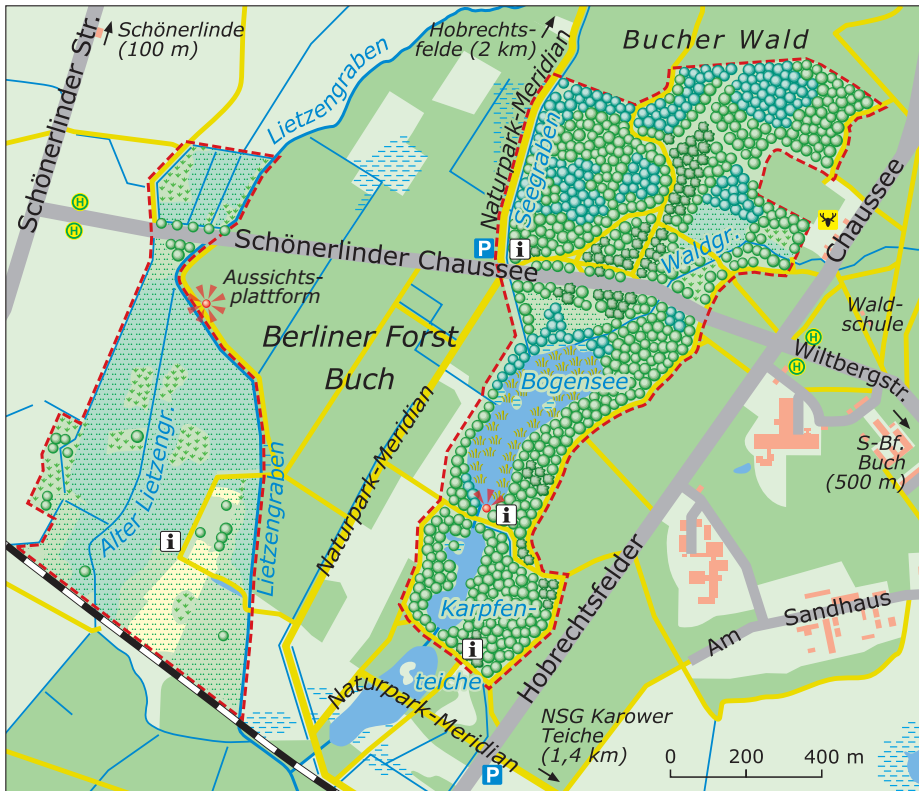 Schönerlinder Str.
Schönerlinde
(100 m)
Lietzengraben
Hobrechts-
felde (2 km)
Naturpark-Meridian
Bucher Wald
Seegraben
H
H
P
i
Schönerlinder Chaussee
Waldgr.
Chaussee
Aussichts-
plattform
Berliner Forst
Buch
Wald-
schule
H
H
Wiltbergstr.
Bogensee
Naturpark-Meridian
S-Bf.
Buch
(500 m)
Alter Lietzengr.
Lietzengraben
i
i
Hobrechtsfelder
Karpfen-
teiche
i
Am
Sandhaus
Naturpark-Meridian
P
NSG Karower
Teiche
(1,4 km)
0 200 400 m